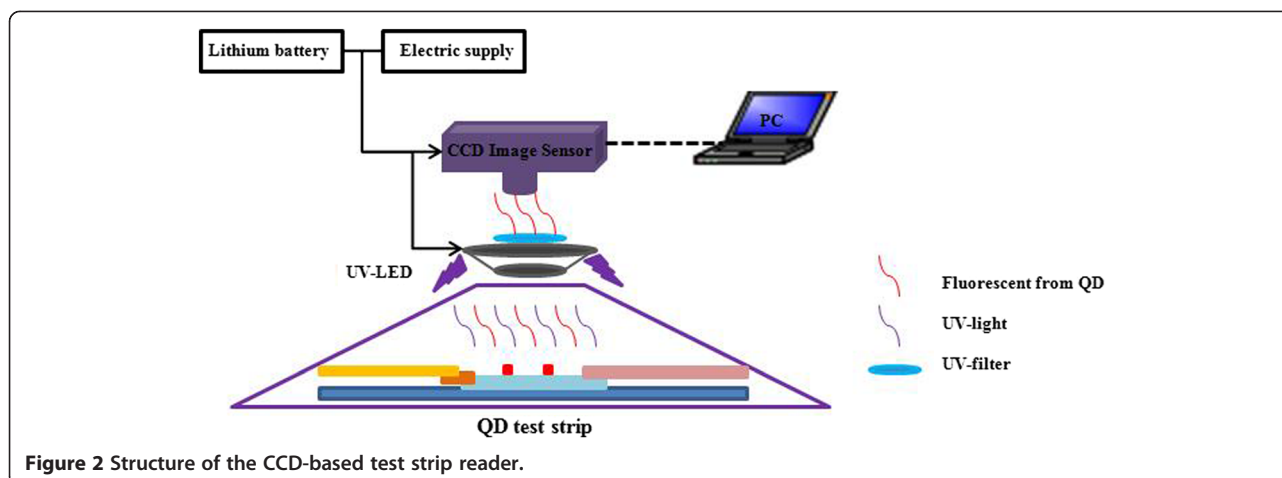 Lithium battery
Electric supply
PC
CCD Image Sensor
UV-LED
Fluorescent from QD
UV-light
UV-filter
QD test strip
Figure 2 Structure of the CCD-based test strip reader.